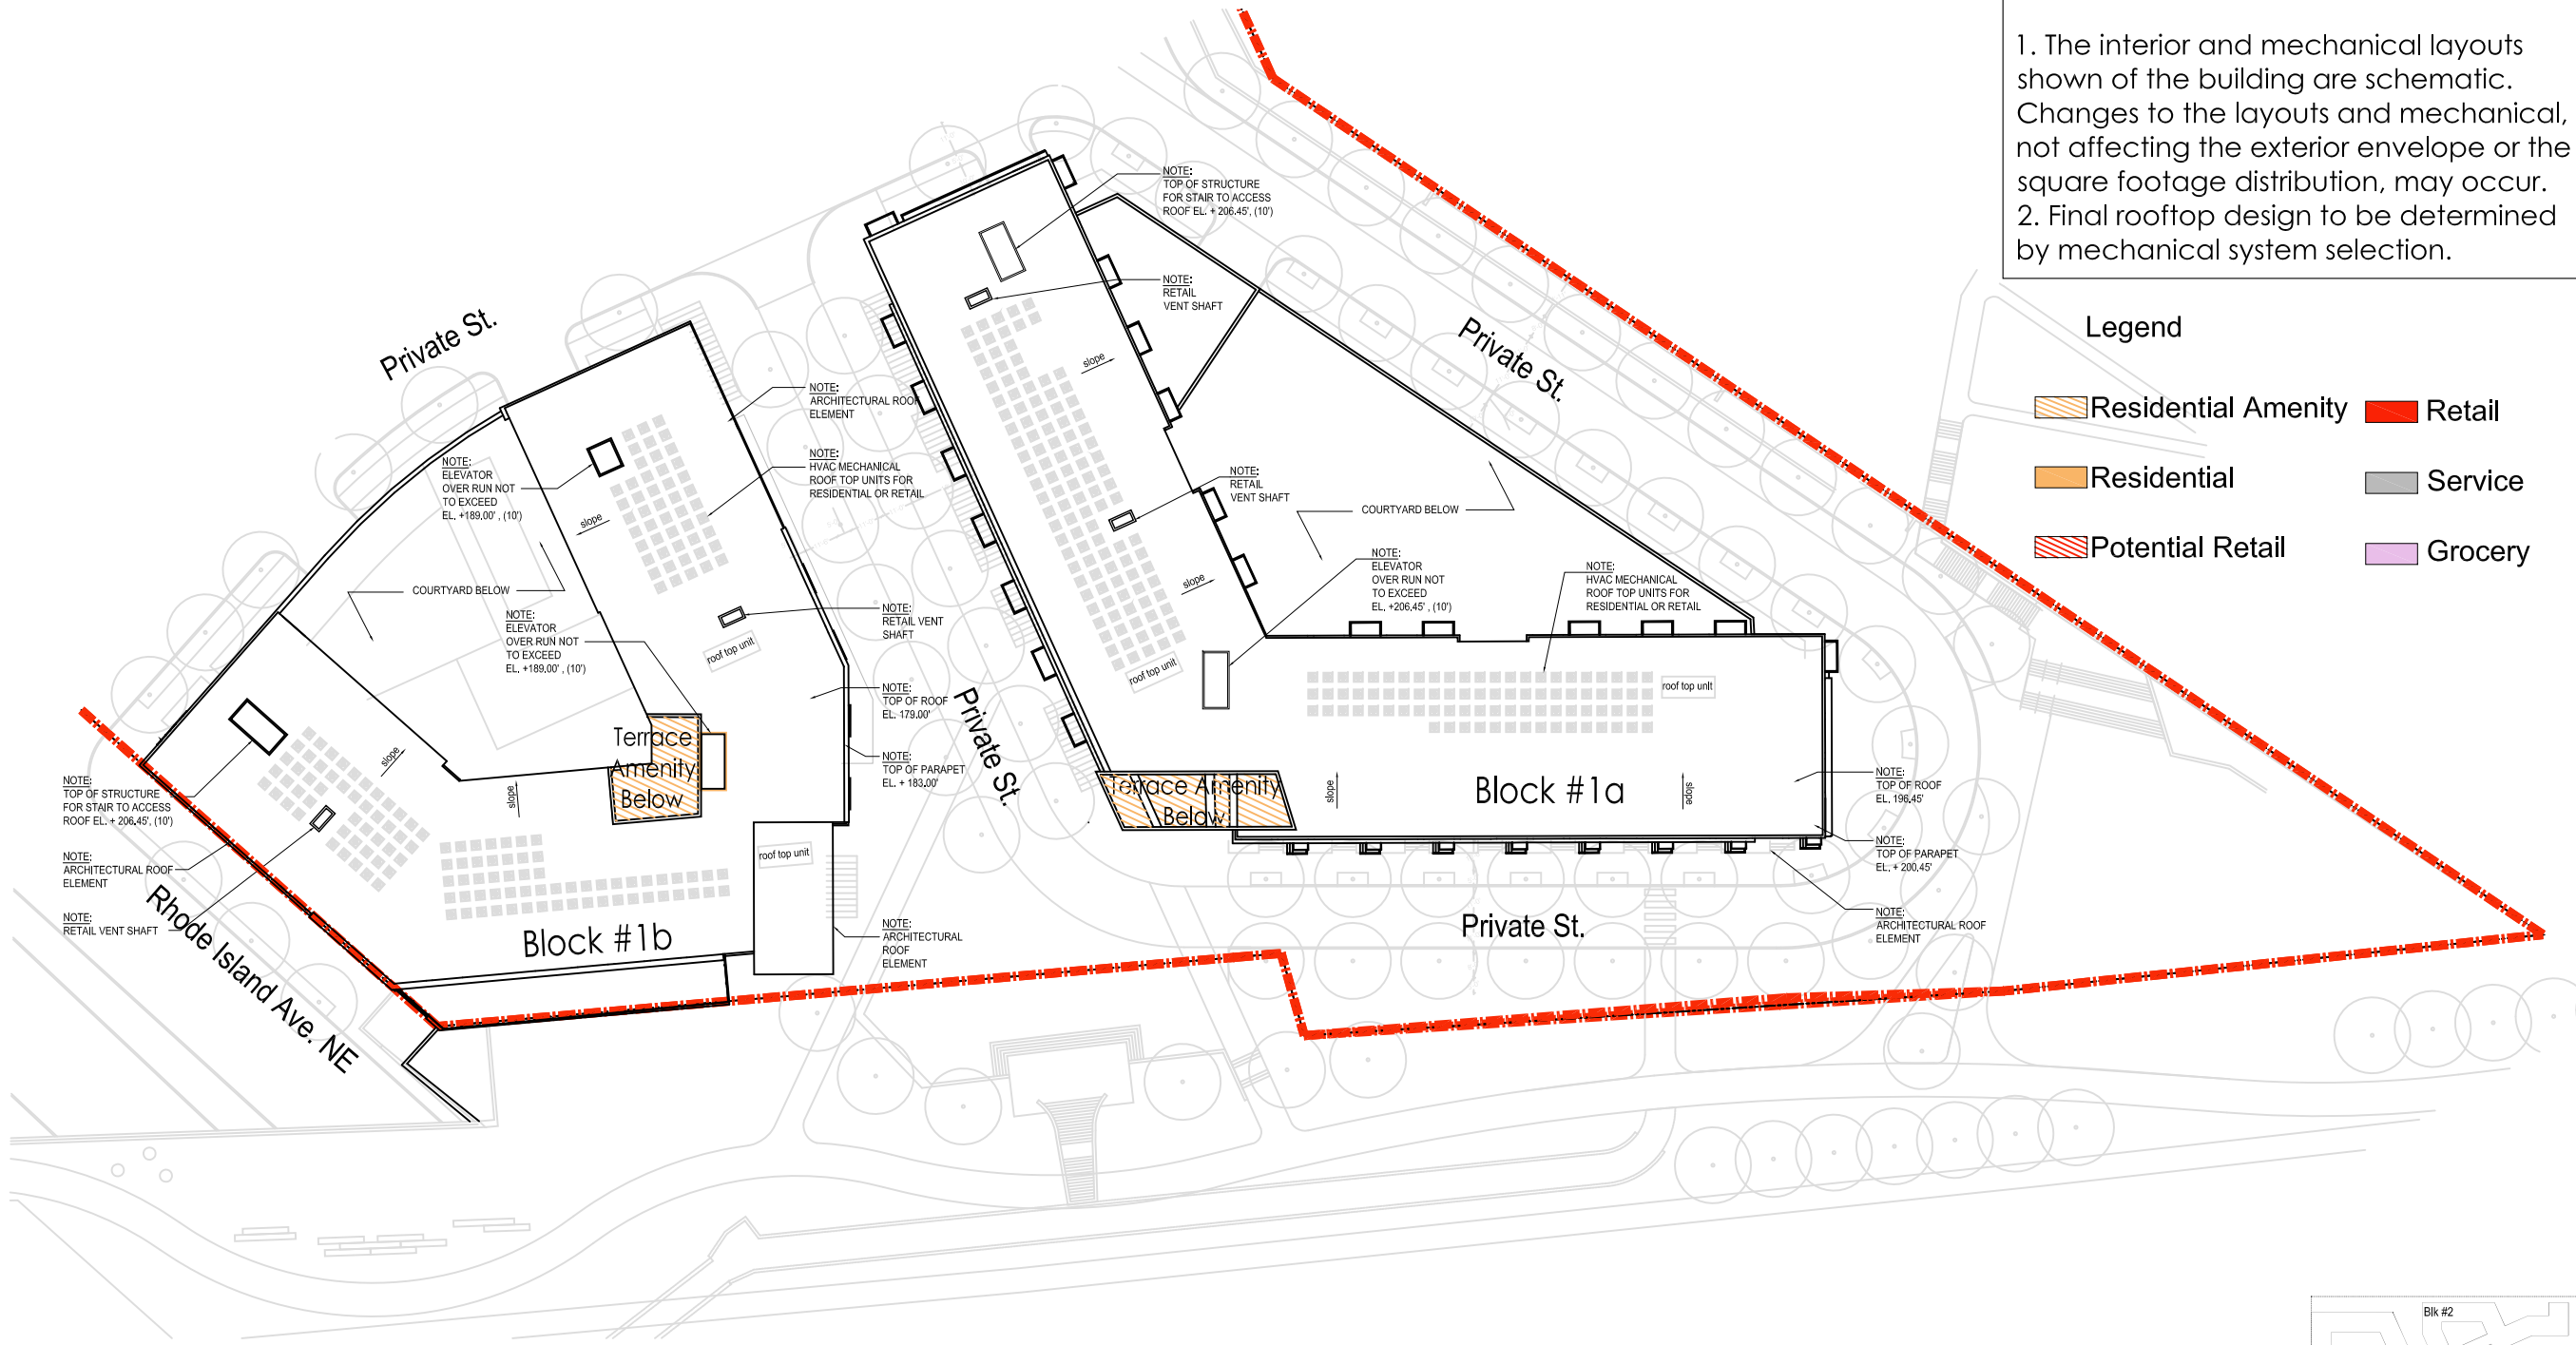 1. The interior and mechanical layouts
shown of the building are schematic.
Changes to the layouts and mechanical,
not affecting the exterior envelope or the
square footage distribution, may occur.
2. Final rooftop design to be determined
by mechanical system selection.
Legend
Residential Amenity
Retail
Residential
Service
Potential Retail
Grocery
Private St.
NOTE:
ELEVATOR
OVER RUN NOT
TO EXCEED
EL. +189.00' , (10')
COURTYARD BELOW
NOTE:
ELEVATOR
OVER RUN NOT
TO EXCEED
EL. +189.00' , (10')
slope
NOTE:
ARCHITECTURAL ROOF
ELEMENT
NOTE:
HVAC MECHANICAL
ROOF TOP UNITS FOR
RESIDENTIAL OR RETAIL
NOTE:
RETAIL VENT
SHAFT
roof top unit
NOTE:
TOP OF ROOF
EL. 179.00'
NOTE:
TOP OF PARAPET
EL. + 183.00'
Terrace
Amenity
Below
slope
slope
NOTE:
TOP OF STRUCTURE
FOR STAIR TO ACCESS
ROOF EL. + 206.45', (10')
NOTE:
ARCHITECTURAL ROOF
ELEMENT
NOTE:
RETAIL VENT SHAFT
Rhode Island Ave. NE
Block #1b
roof top unit
NOTE:
ARCHITECTURAL
ROOF
ELEMENT
Private St.
NOTE:
TOP OF STRUCTURE
FOR STAIR TO ACCESS
ROOF EL. + 206.45', (10')
NOTE:
RETAIL
VENT SHAFT
slope
Private St.
NOTE:
RETAIL
VENT SHAFT
COURTYARD BELOW
slope
NOTE:
ELEVATOR
OVER RUN NOT
TO EXCEED
EL. +206.45' , (10')
NOTE:
HVAC MECHANICAL
ROOF TOP UNITS FOR
RESIDENTIAL OR RETAIL
roof top unit
roof top unit
Terrace Amenity
Below
slope
Block #1a
slope
NOTE:
TOP OF ROOF
EL. 196.45'
NOTE:
TOP OF PARAPET
EL. + 200.45'
NOTE:
ARCHITECTURAL ROOF
ELEMENT
Private St.
Blk #2